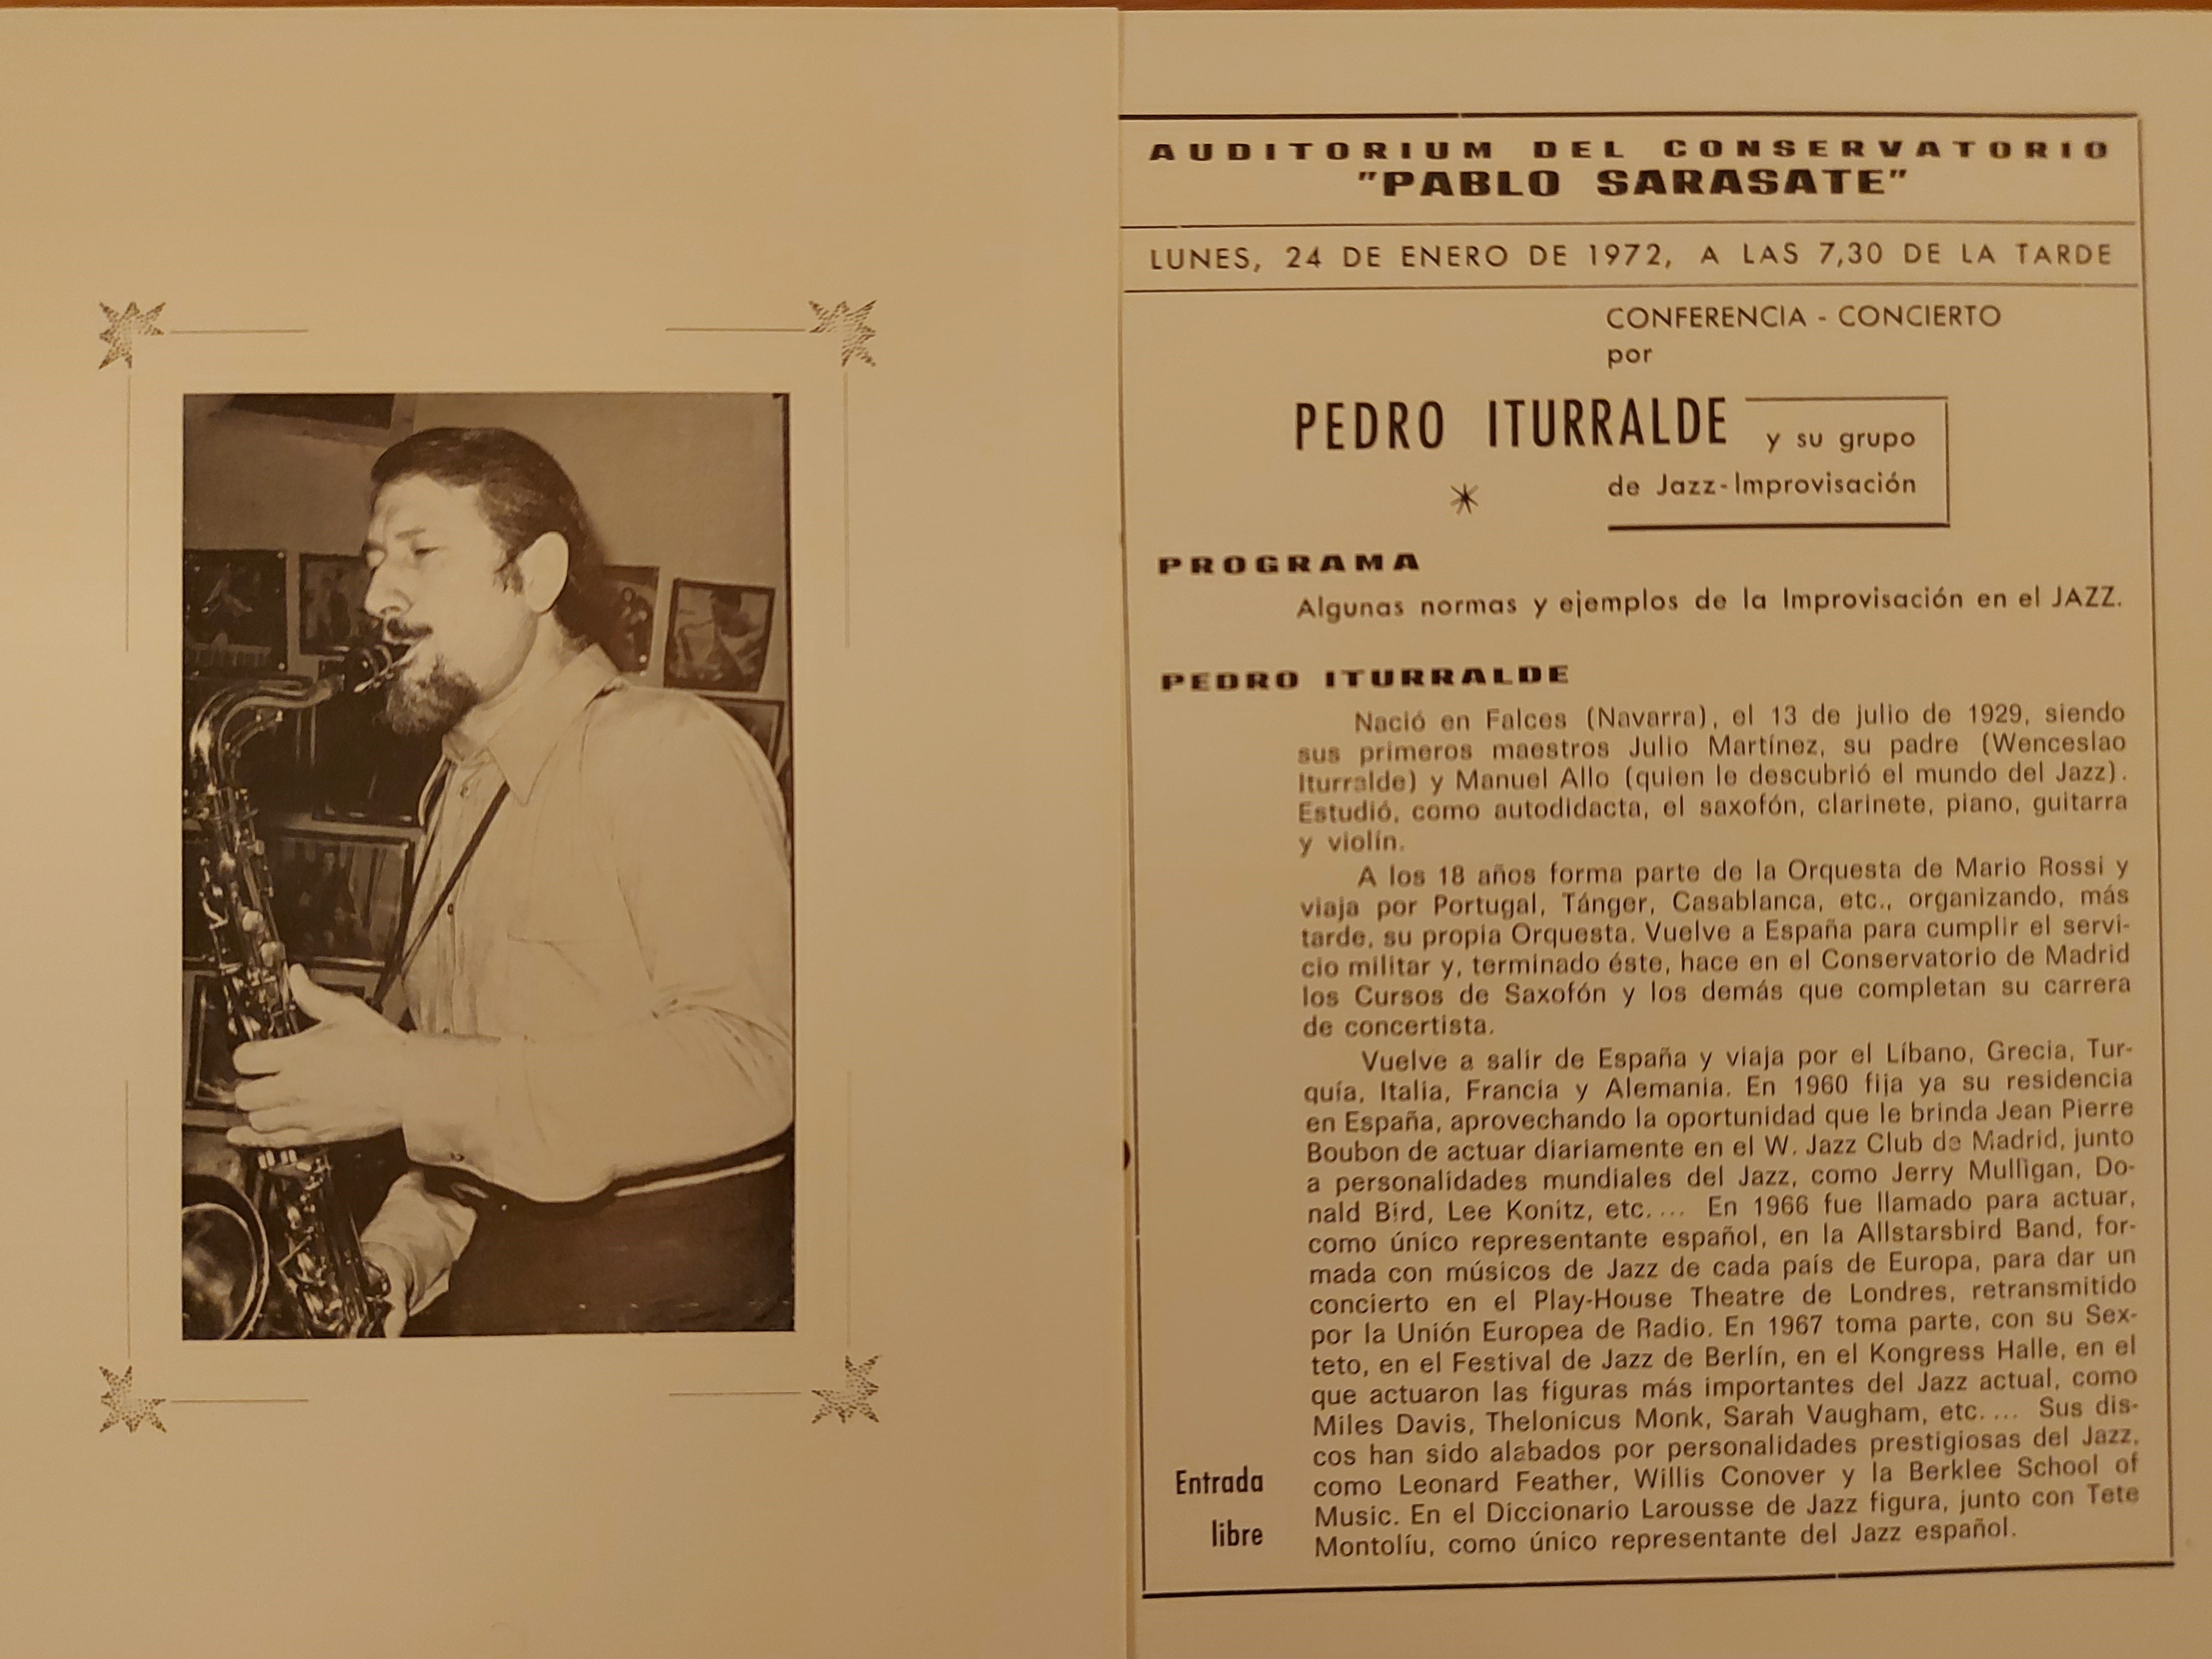 AUDITORIUM DEL CONSERVATORIO
"PABLO SARASATE"
LUNES, 24 DE ENERO DE 1972, A LAS 7,30 DE LA TARDE
CONFERENCIA - CONCIERTO
por
PEDRO ITURRALDE y su grupo
de Jazz-Improvisación
PROGRAMA
Algunas normas y ejemplos de la Improvisación en el JAZZ.
PEDRO ITURRALDE
Nació en Falces (Navarra), el 13 de julio de 1929, siendo
sus primeros maestros Julio Martínez, su padre (Wenceslao
Iturralde) y Manuel Allo (quien le descubrió el mundo del Jazz).
Estudió, como autodidacta, el saxofón, clarinete, piano, guitarra
y violín.
A los 18 años forma parte de la Orquesta de Mario Rossi y
viaja por Portugal, Tánger, Casablanca, etc., organizando, más
tarde, su propia Orquesta. Vuelve a España para cumplir el servi-
cio militar y, terminado éste, hace en el Conservatorio de Madrid
los Cursos de Saxofón y los demás que completan su carrera
de concertista.
Vuelve a salir de España y viaja por el Líbano, Grecia, Tur-
quía, Italia, Francia y Alemania. En 1960 fija ya su residencia
en España, aprovechando la oportunidad que le brinda Jean Pierre
Boubon de actuar diariamente en el W. Jazz Club de Madrid, junto
a personalidades mundiales del Jazz, como Jerry Mulligan, Do-
nald Bird, Lee Konitz, etc. ... En 1966 fue llamado para actuar,
como único representante español, en la Allstarsbird Band, for-
mada con músicos de Jazz de cada país de Europa, para dar un
concierto en el Play-House Theatre de Londres, retransmitido
por la Unión Europea de Radio. En 1967 toma parte, con su Sex-
teto, en el Festival de Jazz de Berlín, en el Kongress Halle, en el
que actuaron las figuras más importantes del Jazz actual, como
Miles Davis, Thelonicus Monk, Sarah Vaugham, etc. ... Sus dis-
cos han sido alabados por personalidades prestigiosas del Jazz,
como Leonard Feather, Willis Conover y la Berklee School of
Music. En el Diccionario Larousse de Jazz figura, junto con Tete
Montolíu, como único representante del Jazz español.
Entrada
libre